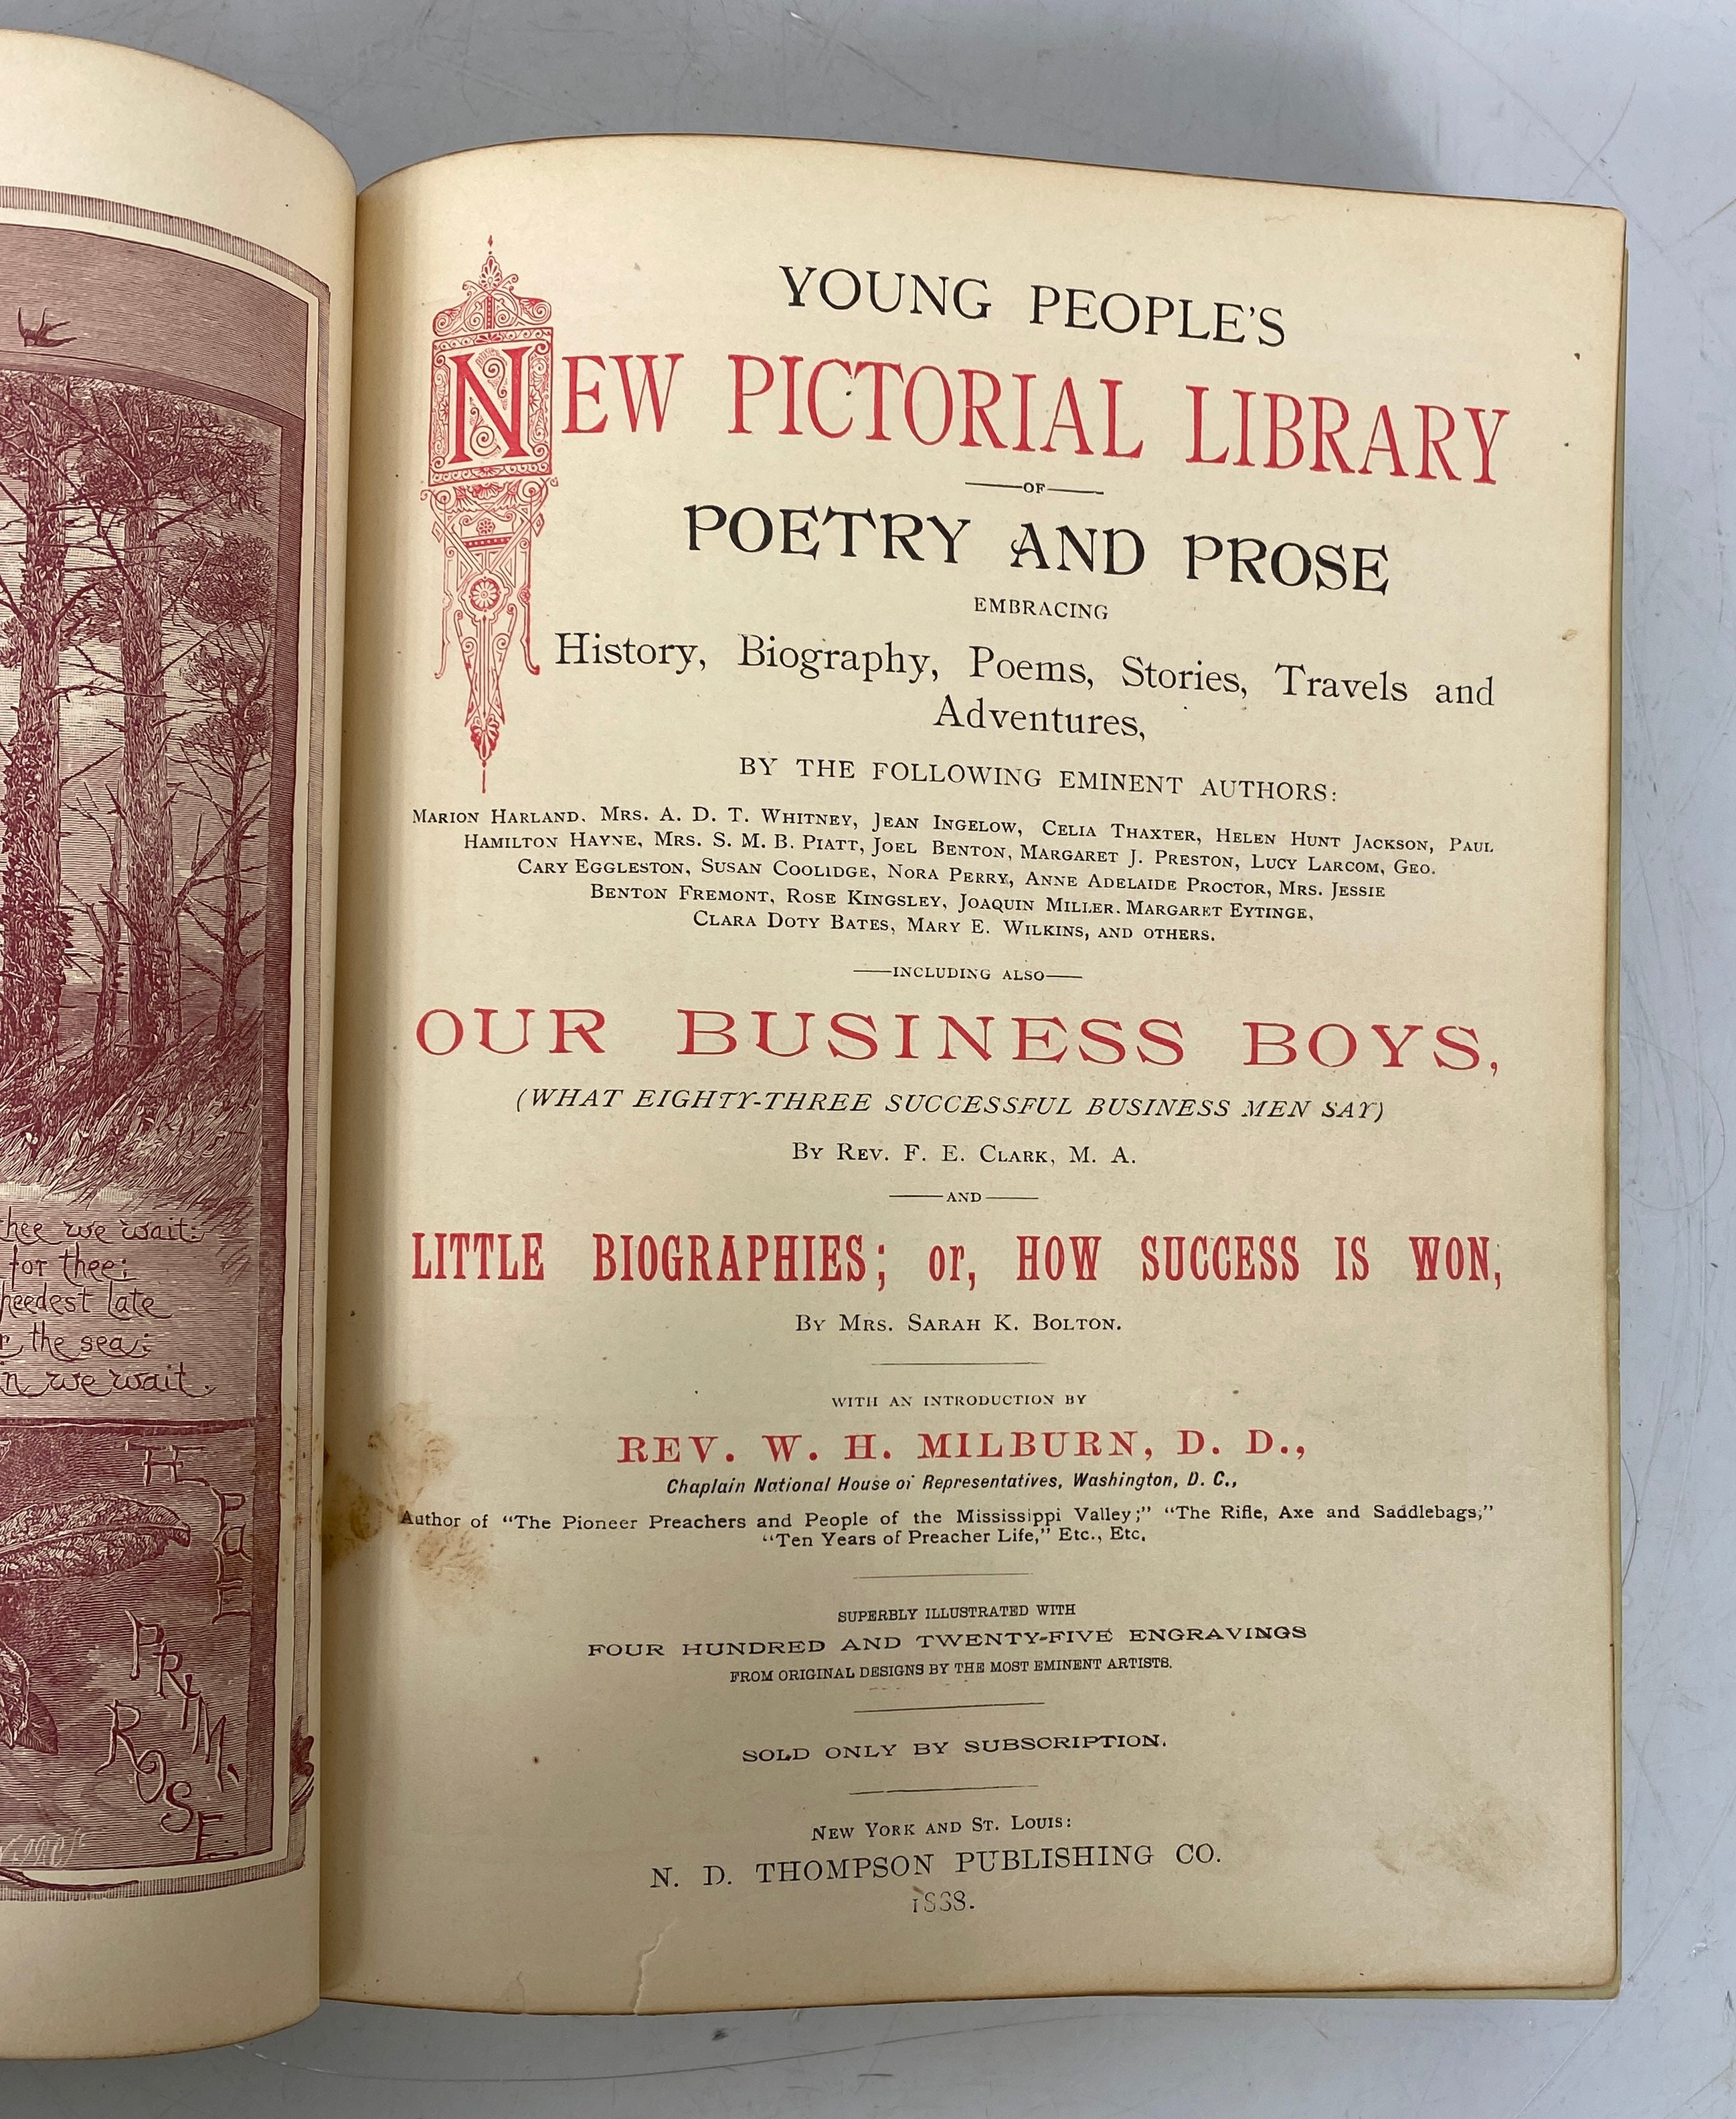 hee we wait:
for thee;
heedest late
the sea;
we wait.
THE
PALE
PRIM-
ROSE
YOUNG PEOPLE'S
NEW PICTORIAL LIBRARY
OF
POETRY AND PROSE
EMBRACING
History, Biography, Poems, Stories, Travels and
Adventures,
BY THE FOLLOWING EMINENT AUTHORS:
MARION HARLAND, MRS. A. D. T. WHITNEY, JEAN INGELOW, CELIA THAXTER, HELEN HUNT JACKSON, PAUL
HAMILTON HAYNE, MRS. S. M. B. PIATT, JOEL BENTON, MARGARET J. PRESTON, LUCY LARCOM, GEO.
CARY EGGLESTON, SUSAN COOLIDGE, NORA PERRY, ANNE ADELAIDE PROCTOR, MRS. JESSIE
BENTON FREMONT, ROSE KINGSLEY, JOAQUIN MILLER. MARGARET EYTINGE,
CLARA DOTY BATES, MARY E. WILKINS, AND OTHERS.
INCLUDING ALSO
OUR BUSINESS BOYS,
(WHAT EIGHTY-THREE SUCCESSFUL BUSINESS MEN SAY)
BY REV. F. E. CLARK, M. A.
AND
LITTLE BIOGRAPHIES; or, HOW SUCCESS IS WON,
BY MRS. SARAH K. BOLTON.
WITH AN INTRODUCTION BY
REV. W. H. MILBURN, D. D.,
Chaplain National House of Representatives, Washington, D. C.,
Author of "The Pioneer Preachers and People of the Mississippi Valley;" "The Rifle, Axe and Saddlebags;"
"Ten Years of Preacher Life," Etc., Etc.
SUPERBLY ILLUSTRATED WITH
FOUR HUNDRED AND TWENTY-FIVE ENGRAVINGS
FROM ORIGINAL DESIGNS BY THE MOST EMINENT ARTISTS.
SOLD ONLY BY SUBSCRIPTION.
NEW YORK AND ST. LOUIS:
N. D. THOMPSON PUBLISHING CO.
1888.